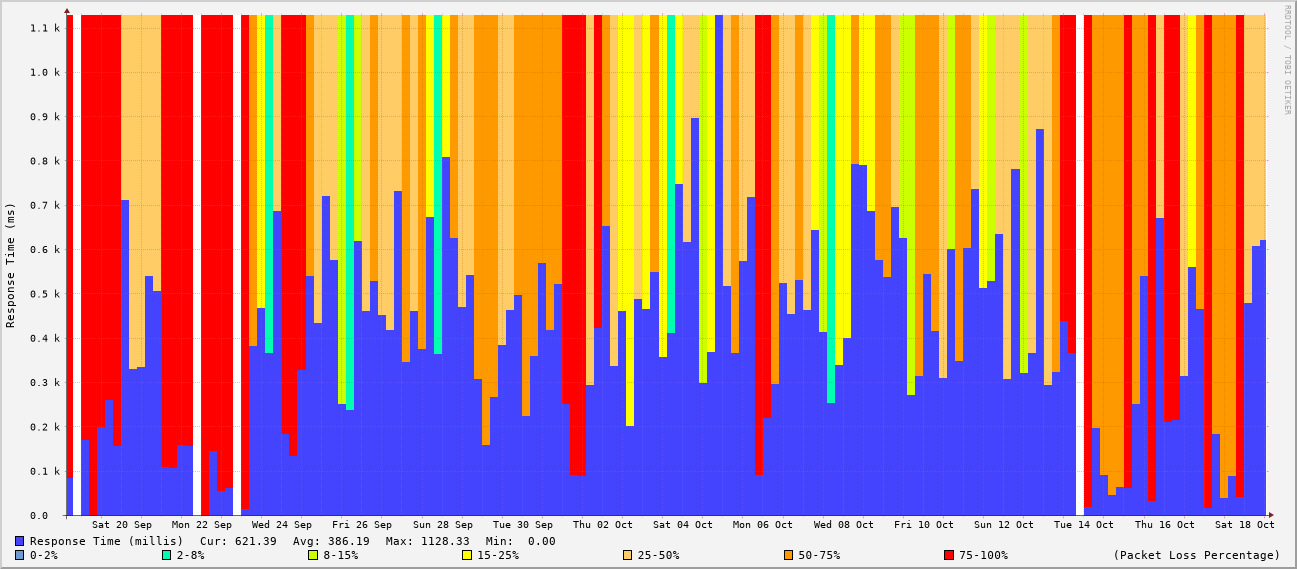 RRDTOOL / TOBI OETIKER
Response Time (ms)
1.1 k
1.0 k
0.9 k
0.8 k
0.7 k
0.6 k
0.5 k
0.4 k
0.3 k
0.2 k
0.1 k
0.0
Sat 20 Sep Mon 22 Sep Wed 24 Sep Fri 26 Sep Sun 28 Sep Tue 30 Sep Thu 02 Oct Sat 04 Oct Mon 06 Oct Wed 08 Oct Fri 10 Oct Sun 12 Oct Tue 14 Oct Thu 16 Oct Sat 18 Oct
Response Time (millis) Cur: 621.39 Avg: 386.19 Max: 1128.33 Min: 0.00
0-2% 2-8% 8-15% 15-25% 25-50% 50-75% 75-100% (Packet Loss Percentage)